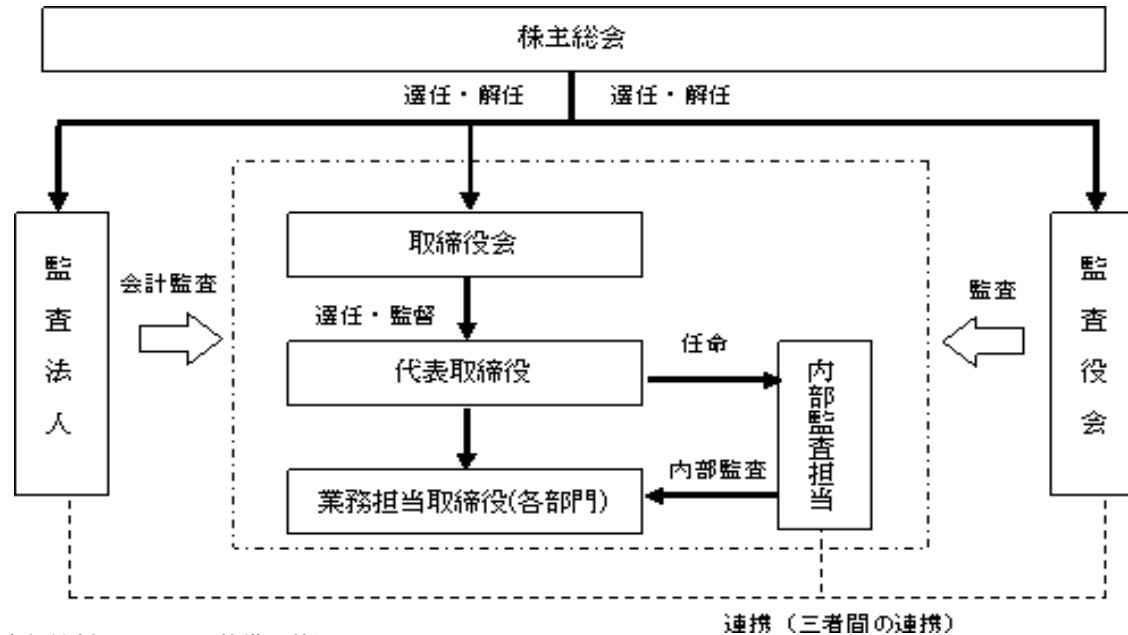 株主総会
選任・解任 選任・解任
取締役会
監査法人
会計監査
監査
監査役会
選任・監督
代表取締役
任命
内部監査担当
内部監査
業務担当取締役(各部門)
連携(三者間の連携)